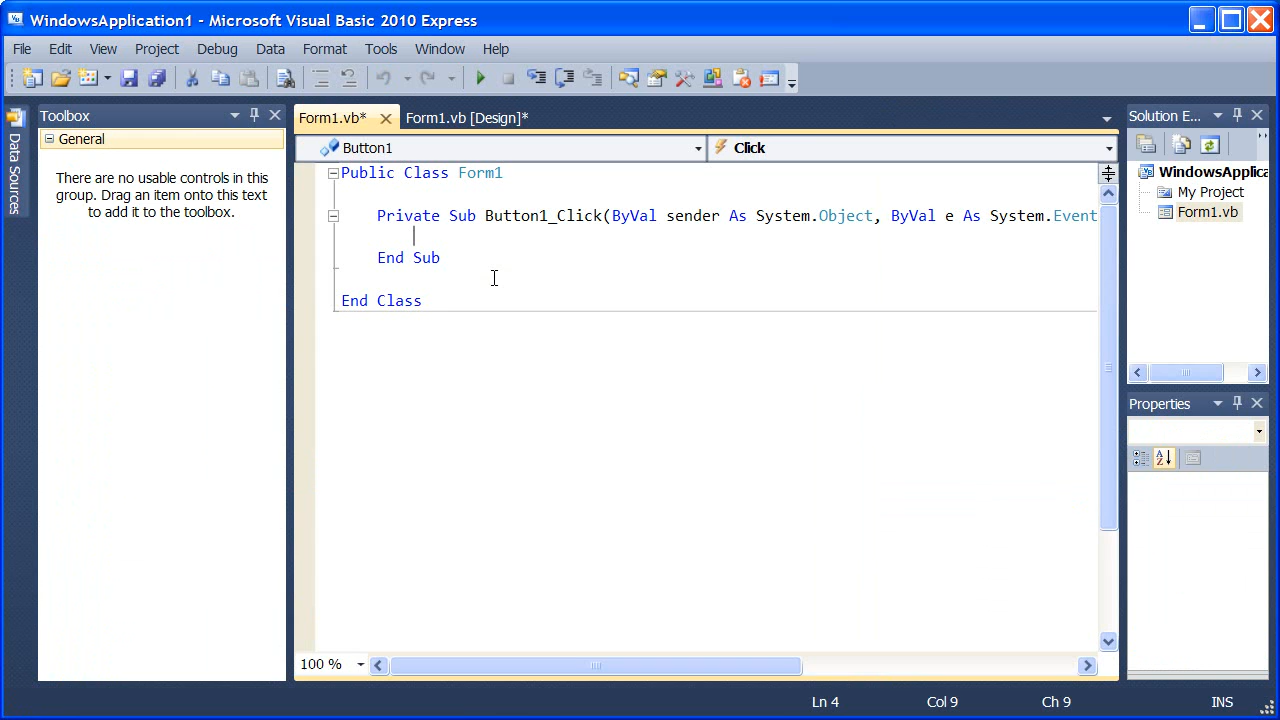 WindowsApplication1 - Microsoft Visual Basic 2010 Express
File Edit View Project Debug Data Format Tools Window Help
Data Sources
Toolbox
General
There are no usable controls in this
group. Drag an item onto this text
to add it to the toolbox.
Form1.vb* Form1.vb [Design]*
Button1 Click
Public Class Form1
Private Sub Button1_Click(ByVal sender As System.Object, ByVal e As System.Event
End Sub
End Class
100 %
Solution E...
WindowsApplica
My Project
Form1.vb
Properties
Ln 4 Col 9 Ch 9 INS